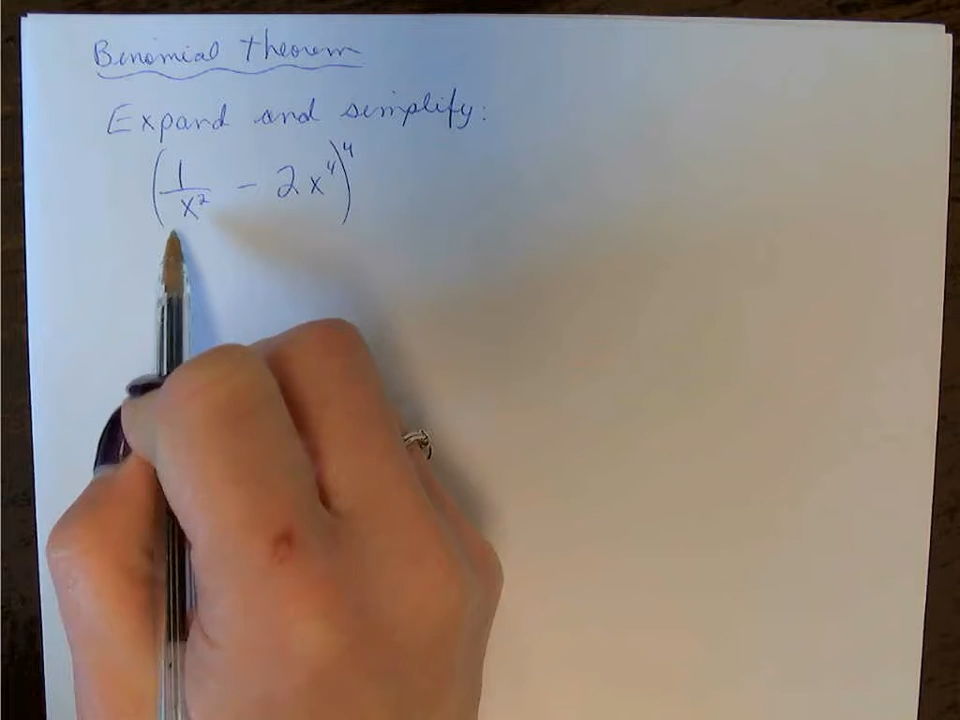 Binomial theorem
Expand and simplify:
(1/x² - 2x⁴)⁴